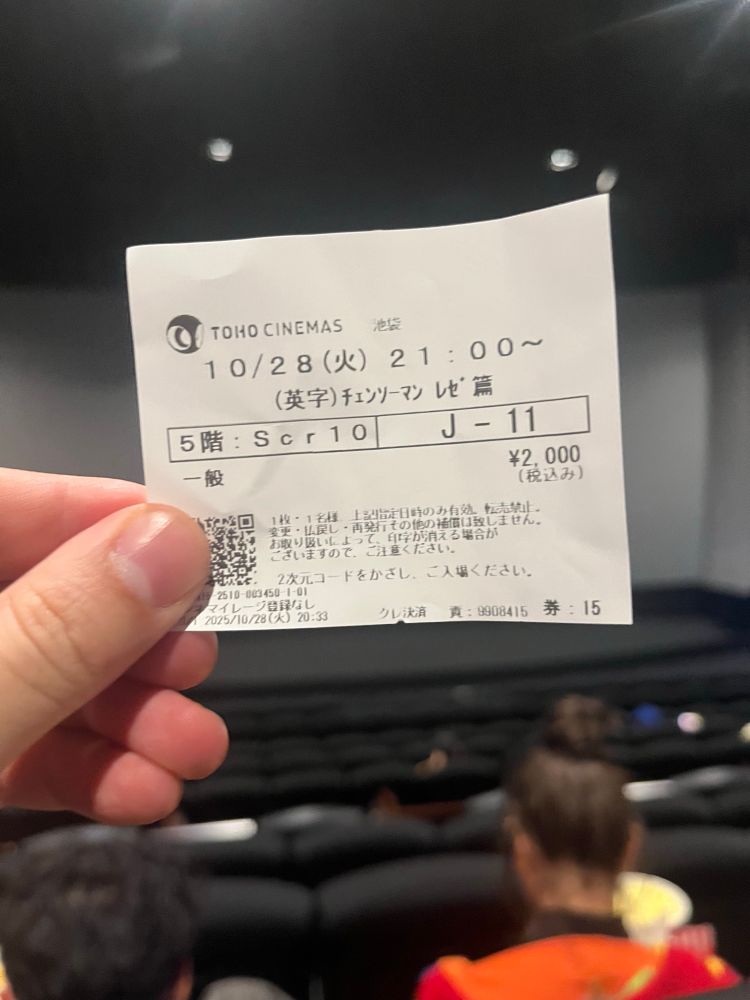 TOHO CINEMAS 池袋
10/28(火) 21:00~
(英字)ﾁｪﾝｿｰﾏﾝ ﾚｾﾞ篇
5階:Scr10 J-11
一般 ¥2,000
(税込み)
1枚・1名様 上記指定日時のみ有効。転売禁止。
変更・払戻し・再発行その他の補償は致しません。
お取り扱いによって、印字が消える場合が
ございますので、ご注意ください。
2次元コードをかざし、ご入場ください。
-2510-003450-1-01
ネマイレージ登録なし
2025/10/28(火) 20:33 クレ決済 責:9908415 券:15